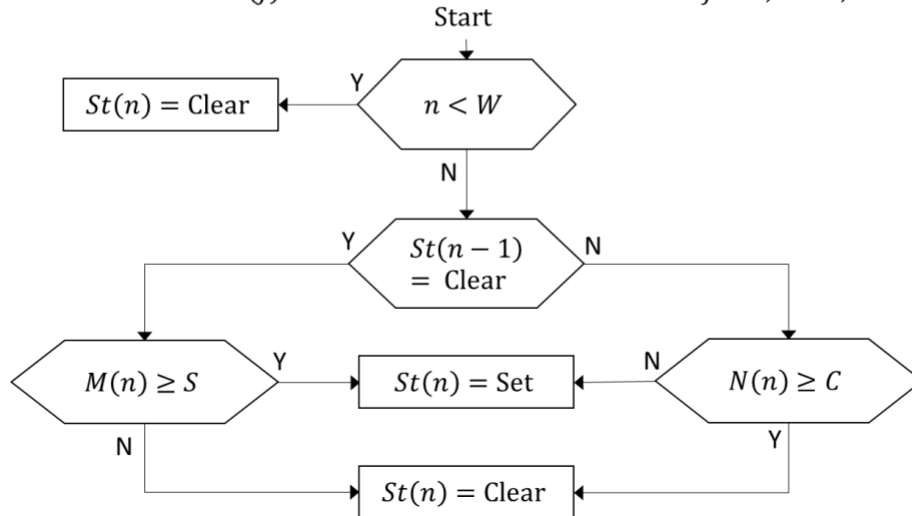 (j)
Start
Y
St(n) = Clear
n < W
N
Y
St(n − 1)
= Clear
N
M(n) ≥ S
Y
St(n) = Set
N
N(n) ≥ C
N
Y
St(n) = Clear